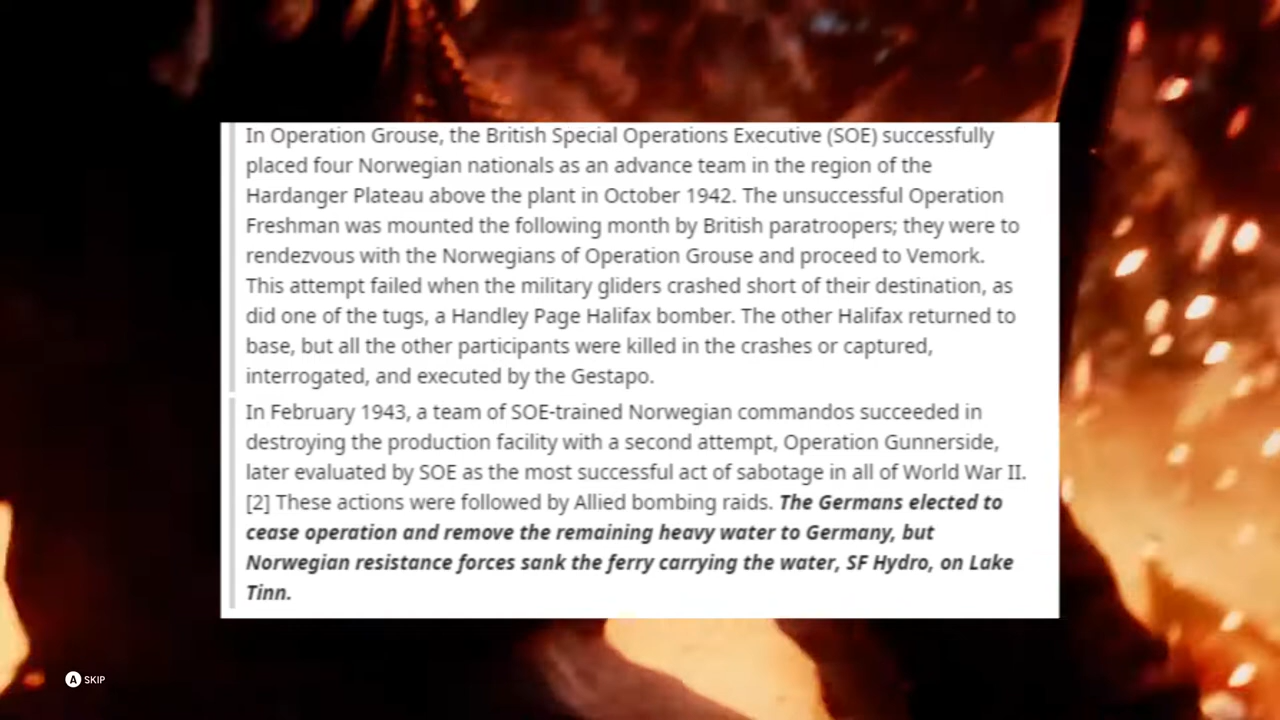 In Operation Grouse, the British Special Operations Executive (SOE) successfully
placed four Norwegian nationals as an advance team in the region of the
Hardanger Plateau above the plant in October 1942. The unsuccessful Operation
Freshman was mounted the following month by British paratroopers; they were to
rendezvous with the Norwegians of Operation Grouse and proceed to Vemork.
This attempt failed when the military gliders crashed short of their destination, as
did one of the tugs, a Handley Page Halifax bomber. The other Halifax returned to
base, but all the other participants were killed in the crashes or captured,
interrogated, and executed by the Gestapo.
In February 1943, a team of SOE-trained Norwegian commandos succeeded in
destroying the production facility with a second attempt, Operation Gunnerside,
later evaluated by SOE as the most successful act of sabotage in all of World War II.
[2] These actions were followed by Allied bombing raids. The Germans elected to
cease operation and remove the remaining heavy water to Germany, but
Norwegian resistance forces sank the ferry carrying the water, SF Hydro, on Lake
Tinn.
A SKIP